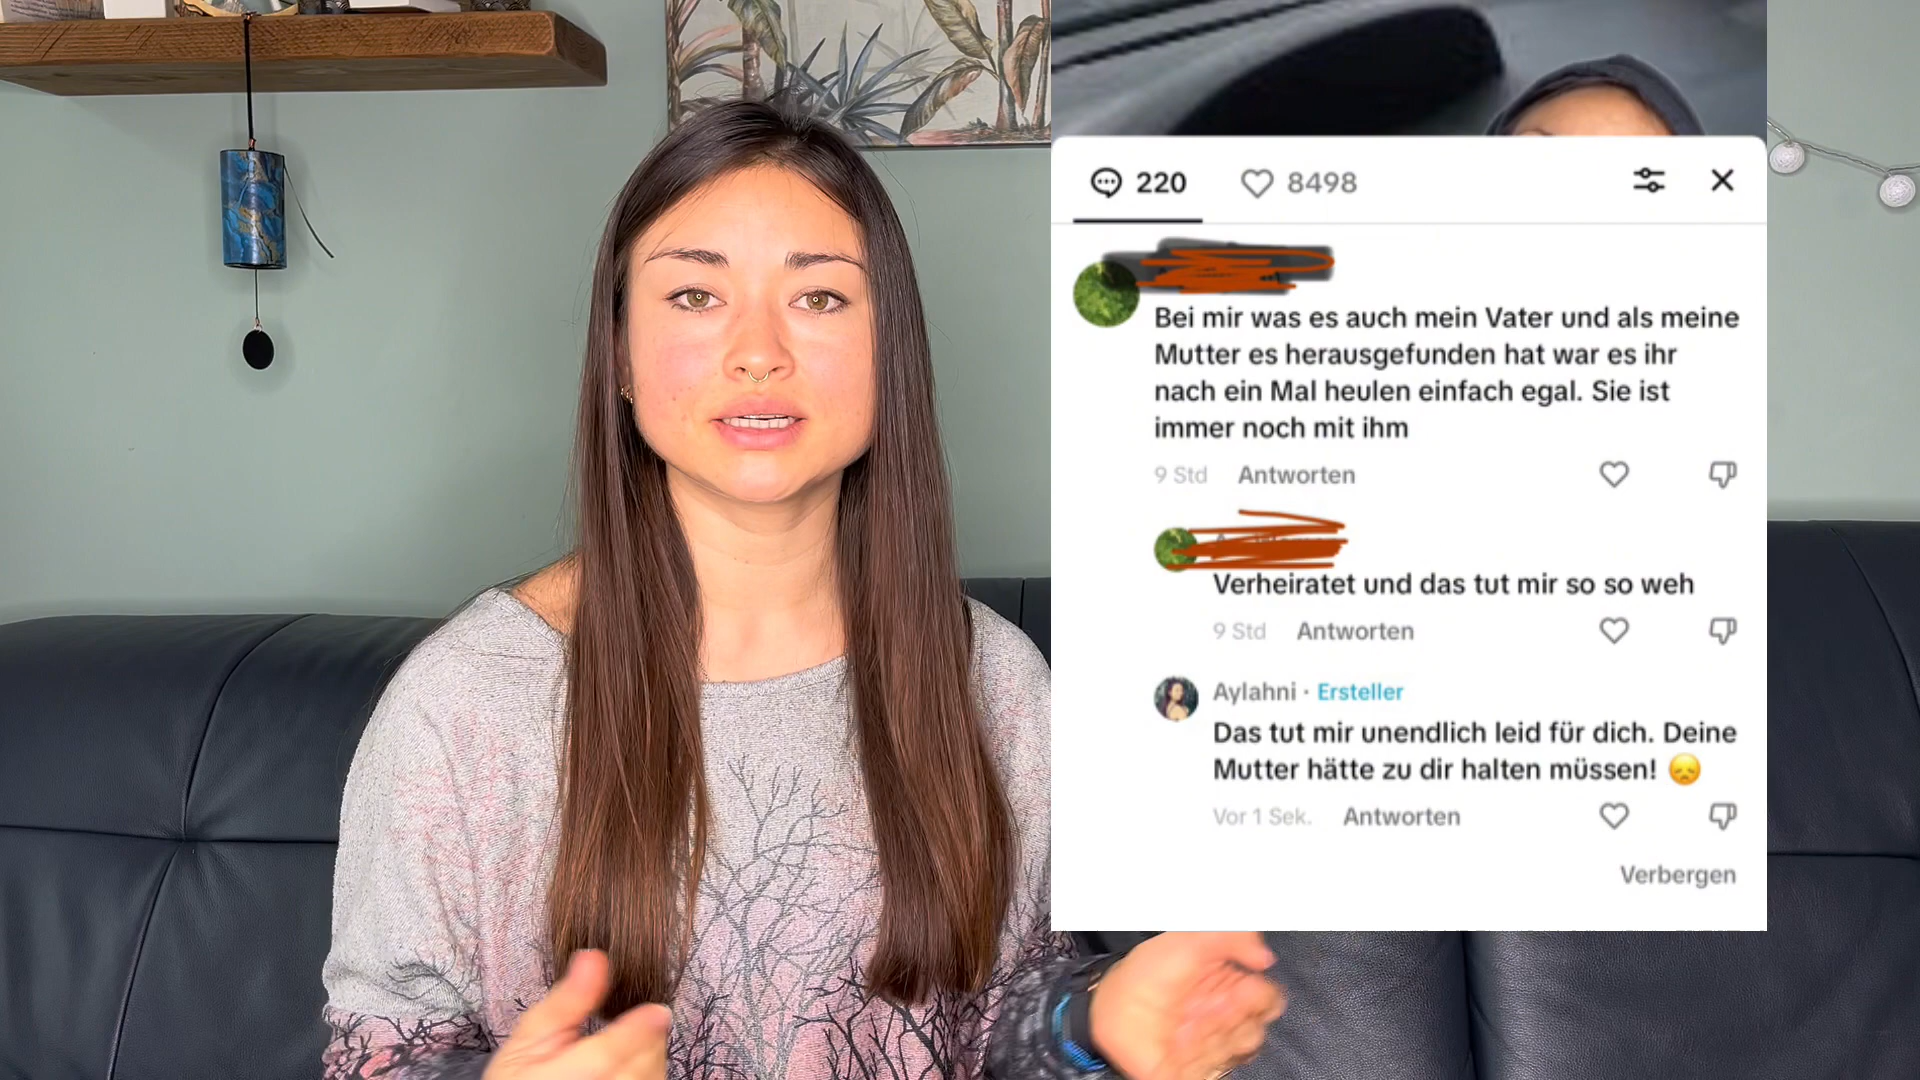 220
8498
Bei mir was es auch mein Vater und als meine
Mutter es herausgefunden hat war es ihr
nach ein Mal heulen einfach egal. Sie ist
immer noch mit ihm
9 Std Antworten
Verheiratet und das tut mir so so weh
9 Std Antworten
Aylahni · Ersteller
Das tut mir unendlich leid für dich. Deine
Mutter hätte zu dir halten müssen! 😞
Vor 1 Sek. Antworten
Verbergen